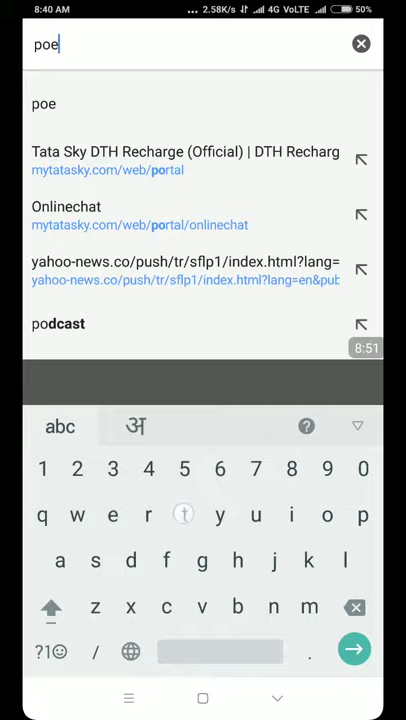 8:40 AM ... 2.58K/s 4G VoLTE 50%
poe
poe
Tata Sky DTH Recharge (Official) | DTH Recharg
mytatasky.com/web/portal
Onlinechat
mytatasky.com/web/portal/onlinechat
yahoo-news.co/push/tr/sflp1/index.html?lang=
yahoo-news.co/push/tr/sflp1/index.html?lang=en&pub
podcast
8:51
abc अ ?
1 2 3 4 5 6 7 8 9 0
q w e r t y u i o p
a s d f g h j k l
z x c v b n m
?1 / .